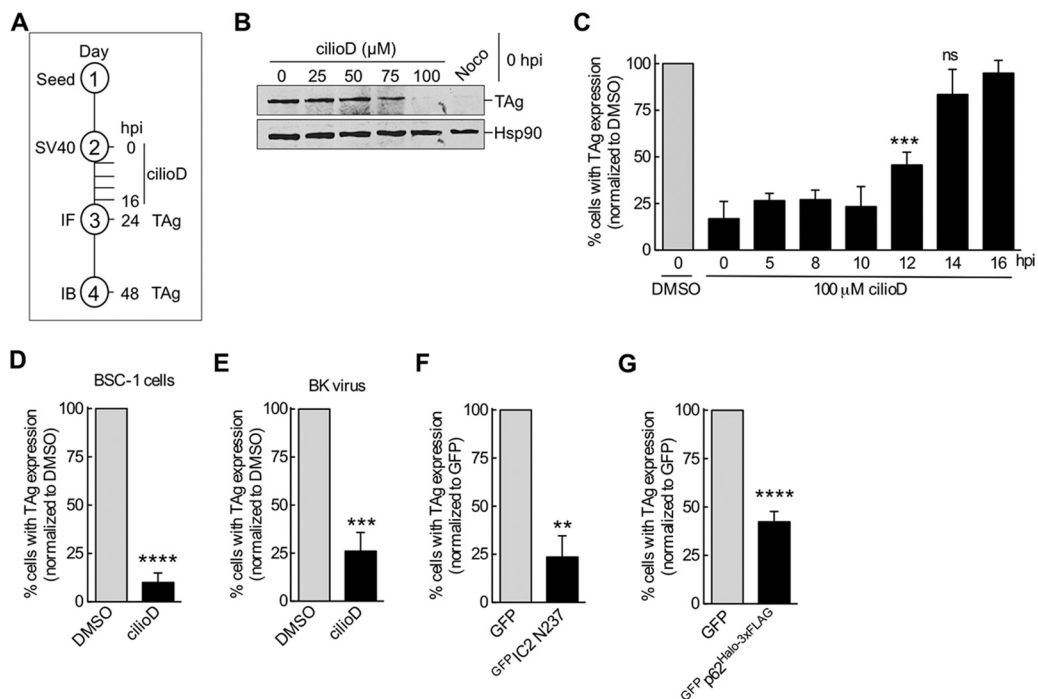 A
Day
Seed 1
hpi
SV40 2 0
cilioD
16
IF 3 24 TAg
IB 4 48 TAg
B
cilioD (µM)
0 25 50 75 100 Noco
0 hpi
TAg
Hsp90
C
% cells with TAg expression
(normalized to DMSO)
100
75
50
25
0
***
ns
0 0 5 8 10 12 14 16 hpi
DMSO 100 µM cilioD
D
BSC-1 cells
% cells with TAg expression
(normalized to DMSO)
100
75
50
25
0
****
DMSO
cilioD
E
BK virus
% cells with TAg expression
(normalized to DMSO)
100
75
50
25
0
***
DMSO
cilioD
F
% cells with TAg expression
(normalized to GFP)
100
75
50
25
0
**
GFP
GFPIC2 N237
G
% cells with TAg expression
(normalized to GFP)
100
75
50
25
0
****
GFP
GFPp62Halo-3xFLAG